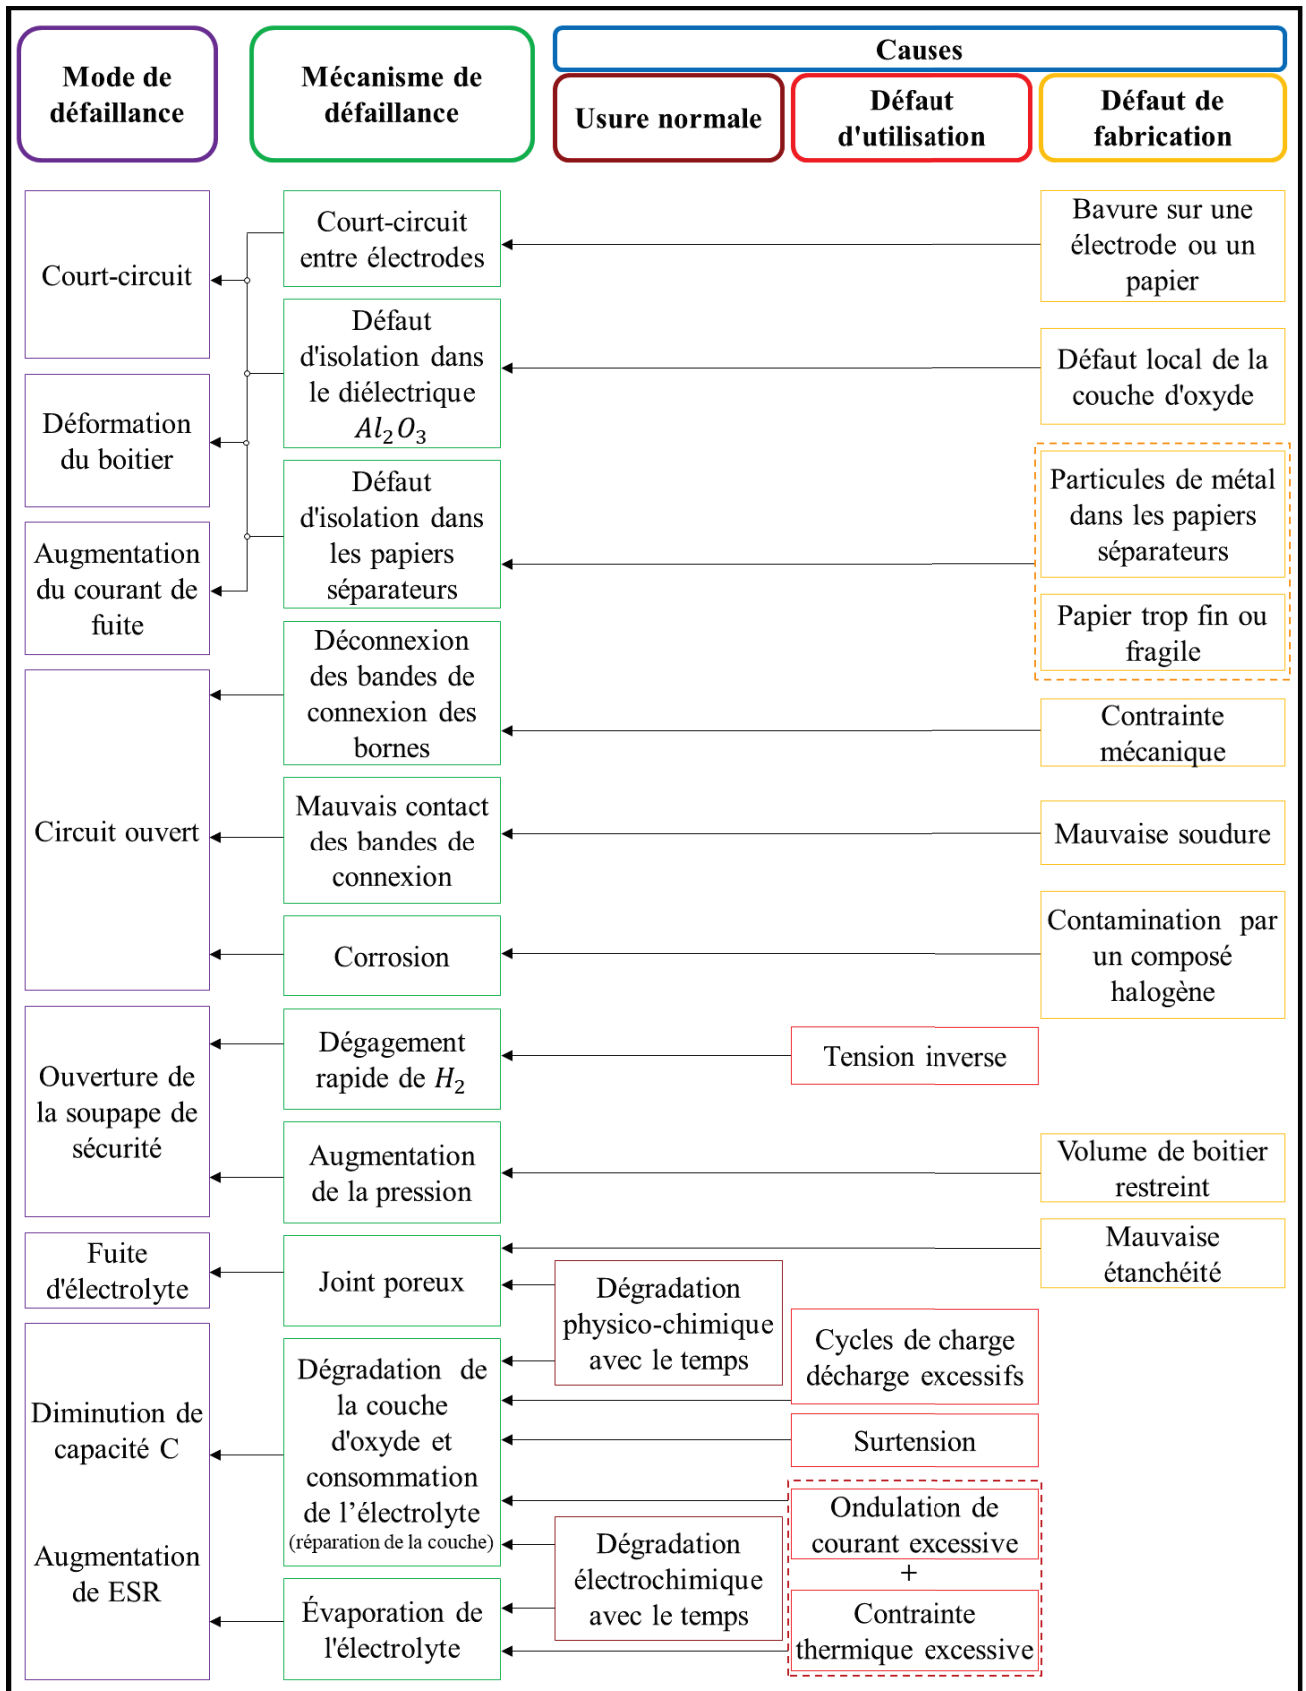 Mode de
défaillance
Mécanisme de
défaillance
Causes
Usure normale
Défaut
d'utilisation
Défaut de
fabrication
Court-circuit
Déformation
du boitier
Augmentation
du courant de
fuite
Circuit ouvert
Ouverture de
la soupape de
sécurité
Fuite
d'électrolyte
Diminution de
capacité C
Augmentation
de ESR
Court-circuit
entre électrodes
Défaut
d'isolation dans
le diélectrique
Al₂O₃
Défaut
d'isolation dans
les papiers
séparateurs
Déconnexion
des bandes de
connexion des
bornes
Mauvais contact
des bandes de
connexion
Corrosion
Dégagement
rapide de H₂
Augmentation
de la pression
Joint poreux
Dégradation de
la couche
d'oxyde et
consommation
de l’électrolyte
(réparation de la couche)
Évaporation de
l'électrolyte
Dégradation
physico-chimique
avec le temps
Dégradation
électrochimique
avec le temps
Tension inverse
Cycles de charge
décharge excessifs
Surtension
Ondulation de
courant excessive
+
Contrainte
thermique excessive
Bavure sur une
électrode ou un
papier
Défaut local de la
couche d'oxyde
Particules de métal
dans les papiers
séparateurs
Papier trop fin ou
fragile
Contrainte
mécanique
Mauvaise soudure
Contamination par
un composé
halogène
Volume de boitier
restreint
Mauvaise
étanchéité